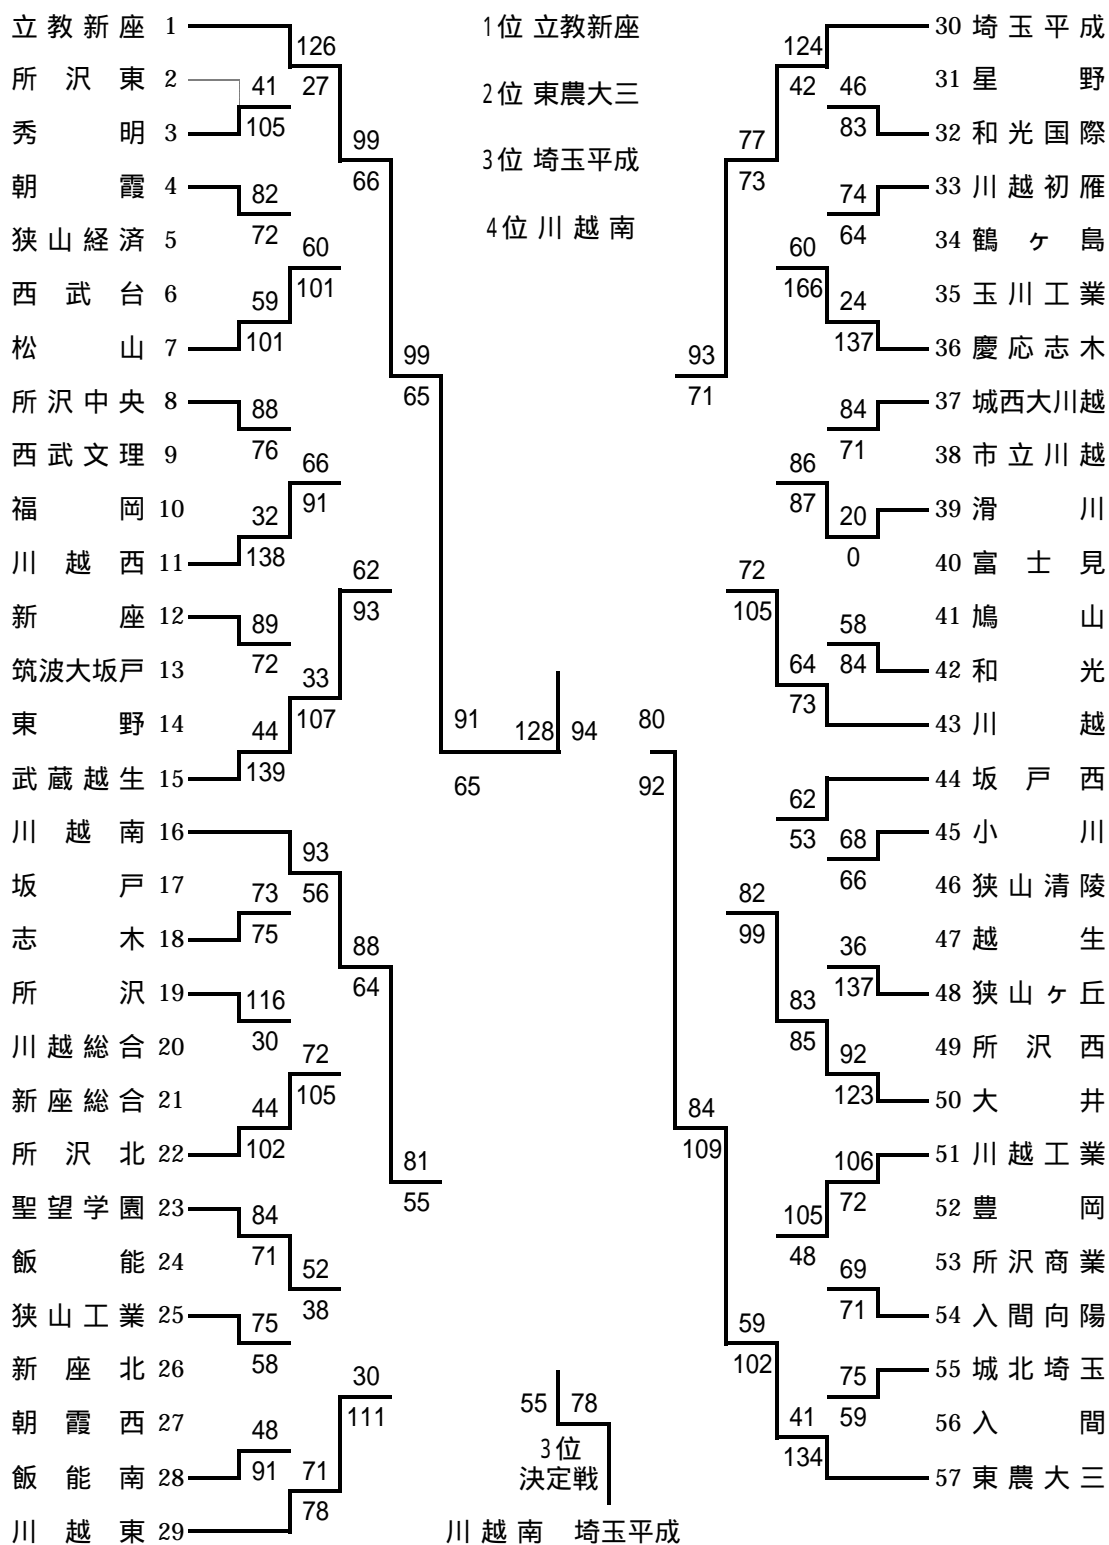 立教新座 1
所沢東 2
秀明 3
朝霞 4
狭山経済 5
西武台 6
松山 7
所沢中央 8
西武文理 9
福岡 10
川越西 11
新座 12
筑波大坂戸 13
東野 14
武蔵越生 15
川越南 16
坂戸 17
志木 18
所沢 19
川越総合 20
新座総合 21
所沢北 22
聖望学園 23
飯能 24
狭山工業 25
新座北 26
朝霞西 27
飯能南 28
川越東 29
41
105
82
72
59
101
88
76
32
138
89
72
44
139
73
75
116
30
44
102
84
71
75
58
48
91
126
27
60
101
66
91
33
107
93
56
72
105
52
38
71
78
99
66
62
93
88
64
30
111
99
65
81
55
91
65
1位 立教新座
2位 東農大三
3位 埼玉平成
4位 川越南
128 94
55 78
3位
決定戦
川越南 埼玉平成
80
92
93
71
84
109
77
73
72
105
82
99
59
102
124
42
60
166
86
87
64
73
62
53
83
85
105
48
41
134
46
83
74
64
24
137
84
71
20
0
58
84
68
66
36
137
92
123
106
72
69
71
75
59
30 埼玉平成
31 星野
32 和光国際
33 川越初雁
34 鶴ヶ島
35 玉川工業
36 慶応志木
37 城西大川越
38 市立川越
39 滑川
40 富士見
41 鳩山
42 和光
43 川越
44 坂戸西
45 小川
46 狭山清陵
47 越生
48 狭山ヶ丘
49 所沢西
50 大井
51 川越工業
52 豊岡
53 所沢商業
54 入間向陽
55 城北埼玉
56 入間
57 東農大三